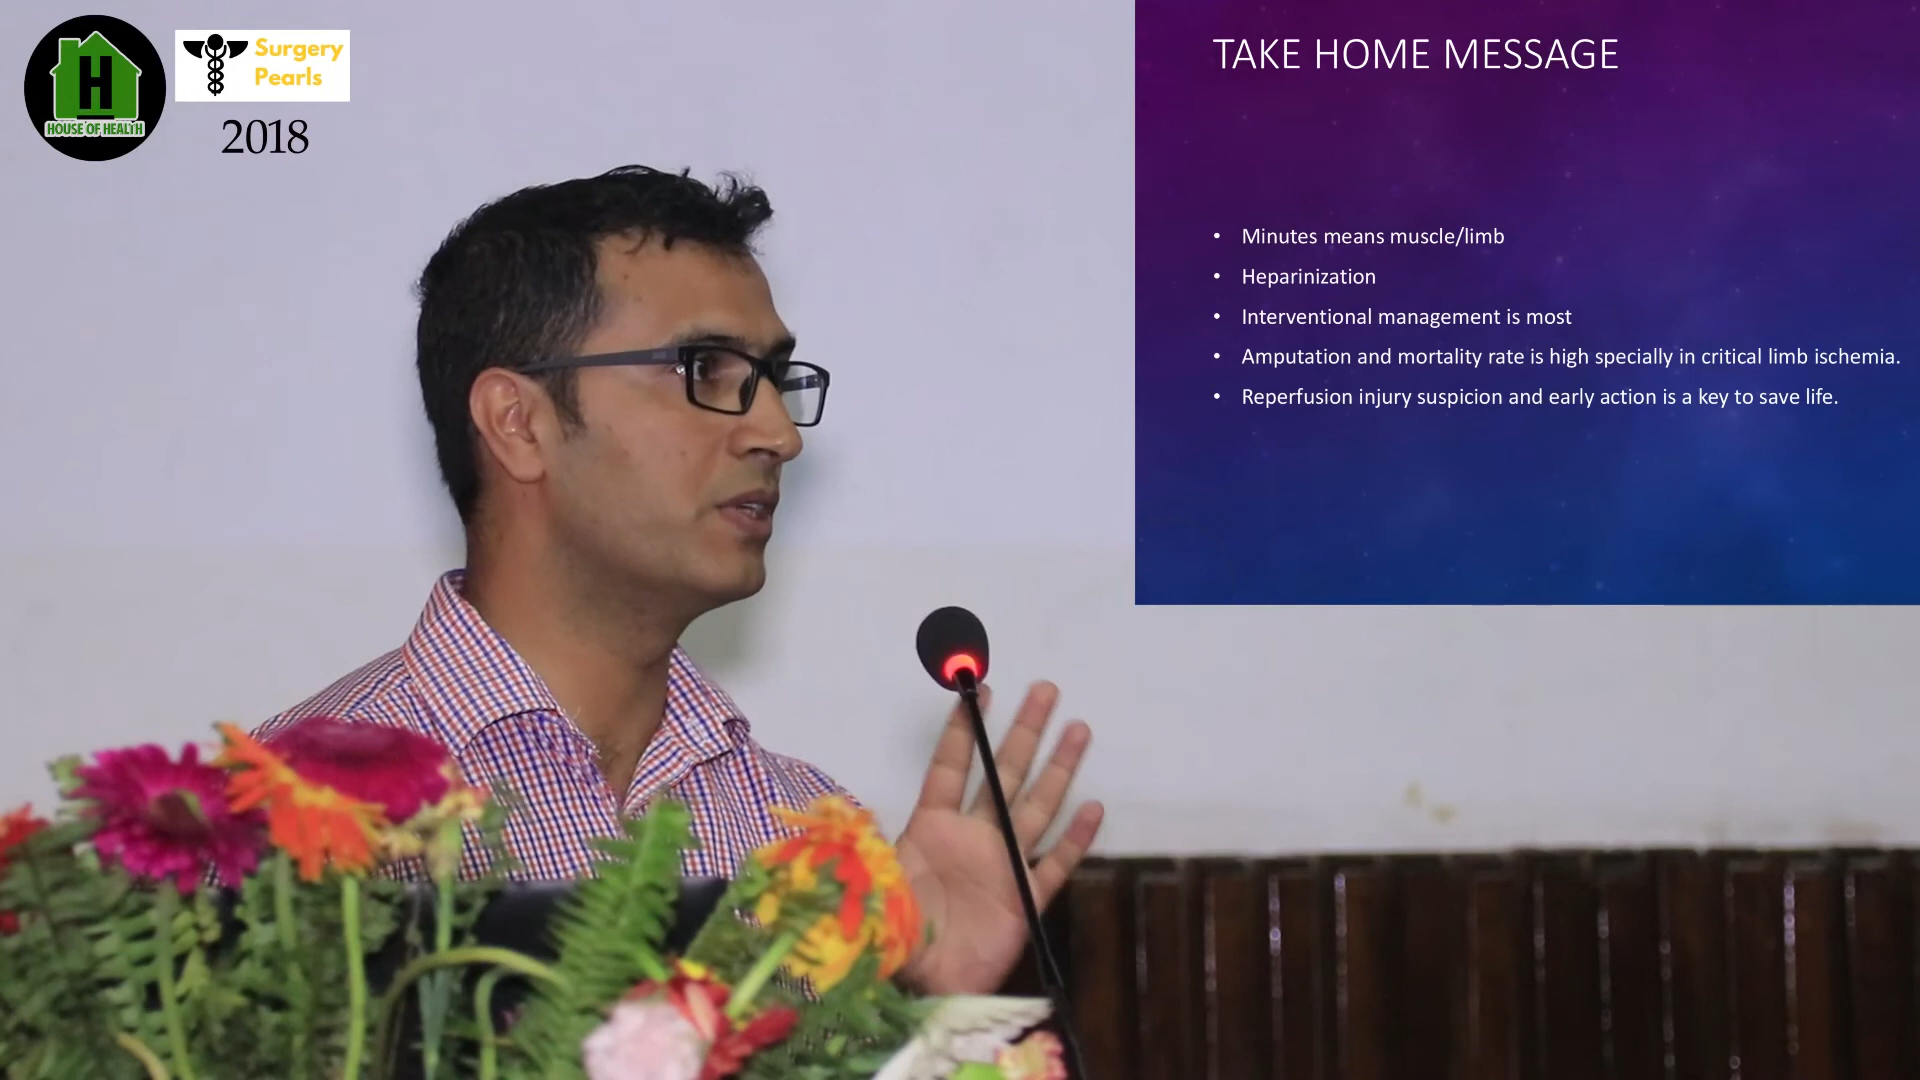 H
HOUSE OF HEALTH
Surgery
Pearls
2018
TAKE HOME MESSAGE
• Minutes means muscle/limb
• Heparinization
• Interventional management is most
• Amputation and mortality rate is high specially in critical limb ischemia.
• Reperfusion injury suspicion and early action is a key to save life.